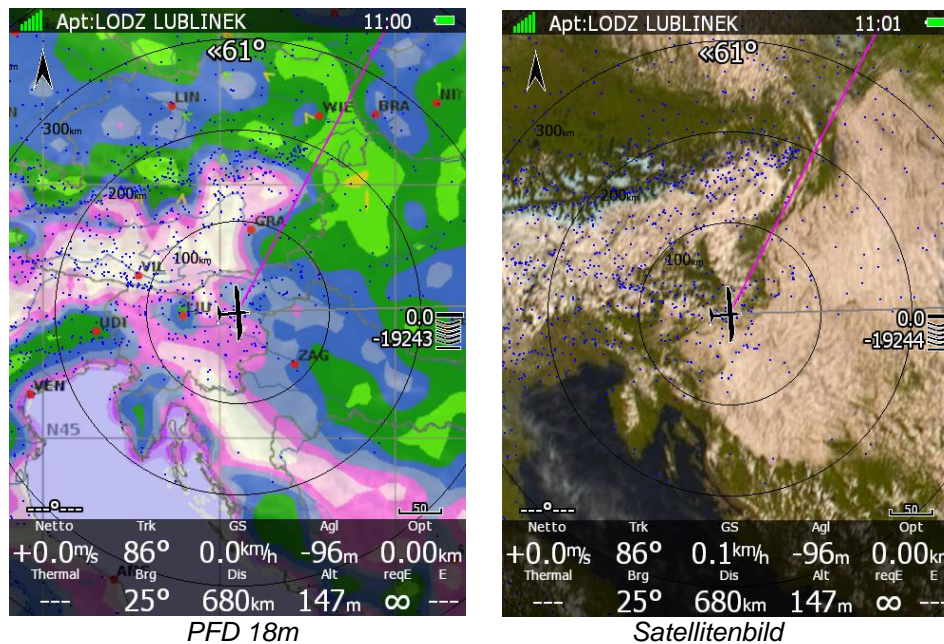 Apt:LODZ LUBLINEK 11:00
<<61°
LIN
WIE
BRA
NIT
300km
200km
GRA
100km
VIL
LJU
0.0
-19243
UDI
ZAG
VEN
N45
50
Netto Trk GS Agl Opt
+0.0m/s 86° 0.0km/h -96m 0.00km
Thermal Brg Dis Alt reqE E
--- 25° 680km 147m ∞ ---
PFD 18m
Apt:LODZ LUBLINEK 11:01
<<61°
300km
200km
100km
0.0
-19244
50
Netto Trk GS Agl Opt
+0.0m/s 86° 0.1km/h -96m 0.00km
Thermal Brg Dis Alt reqE E
--- 25° 680km 147m ∞ ---
Satellitenbild